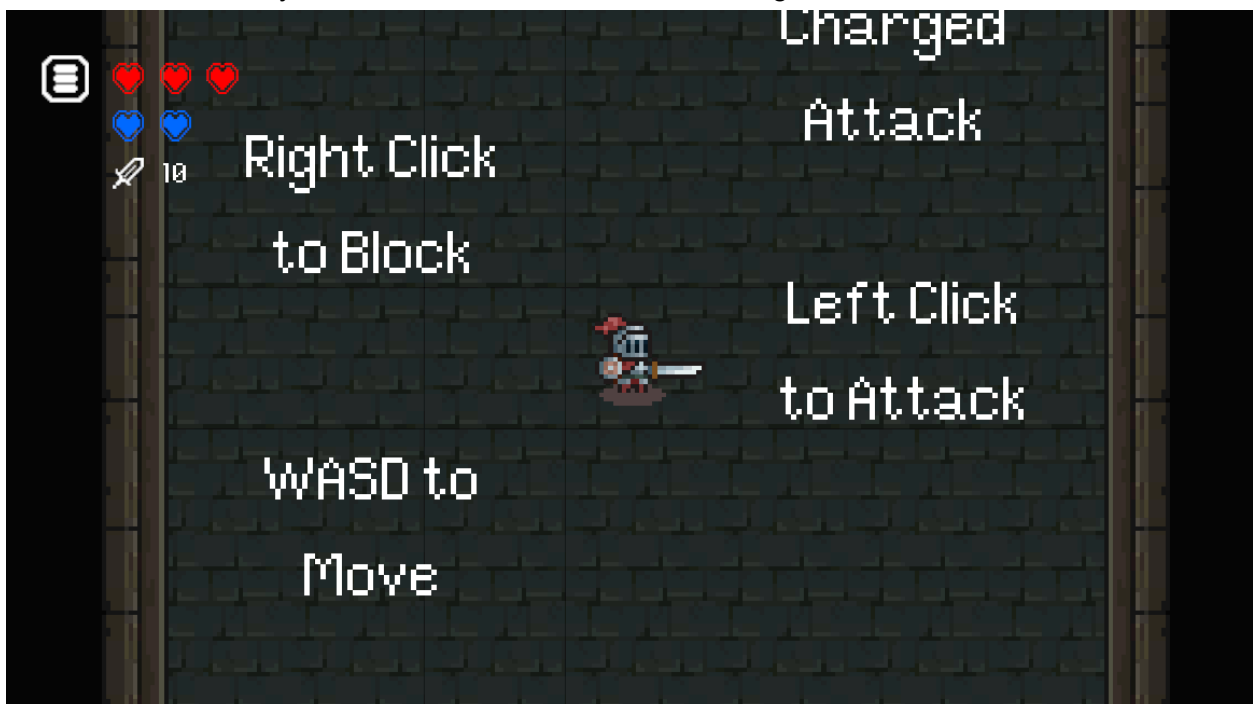 Charged
Attack
10
Right Click
to Block
Left Click
to Attack
WASD to
Move